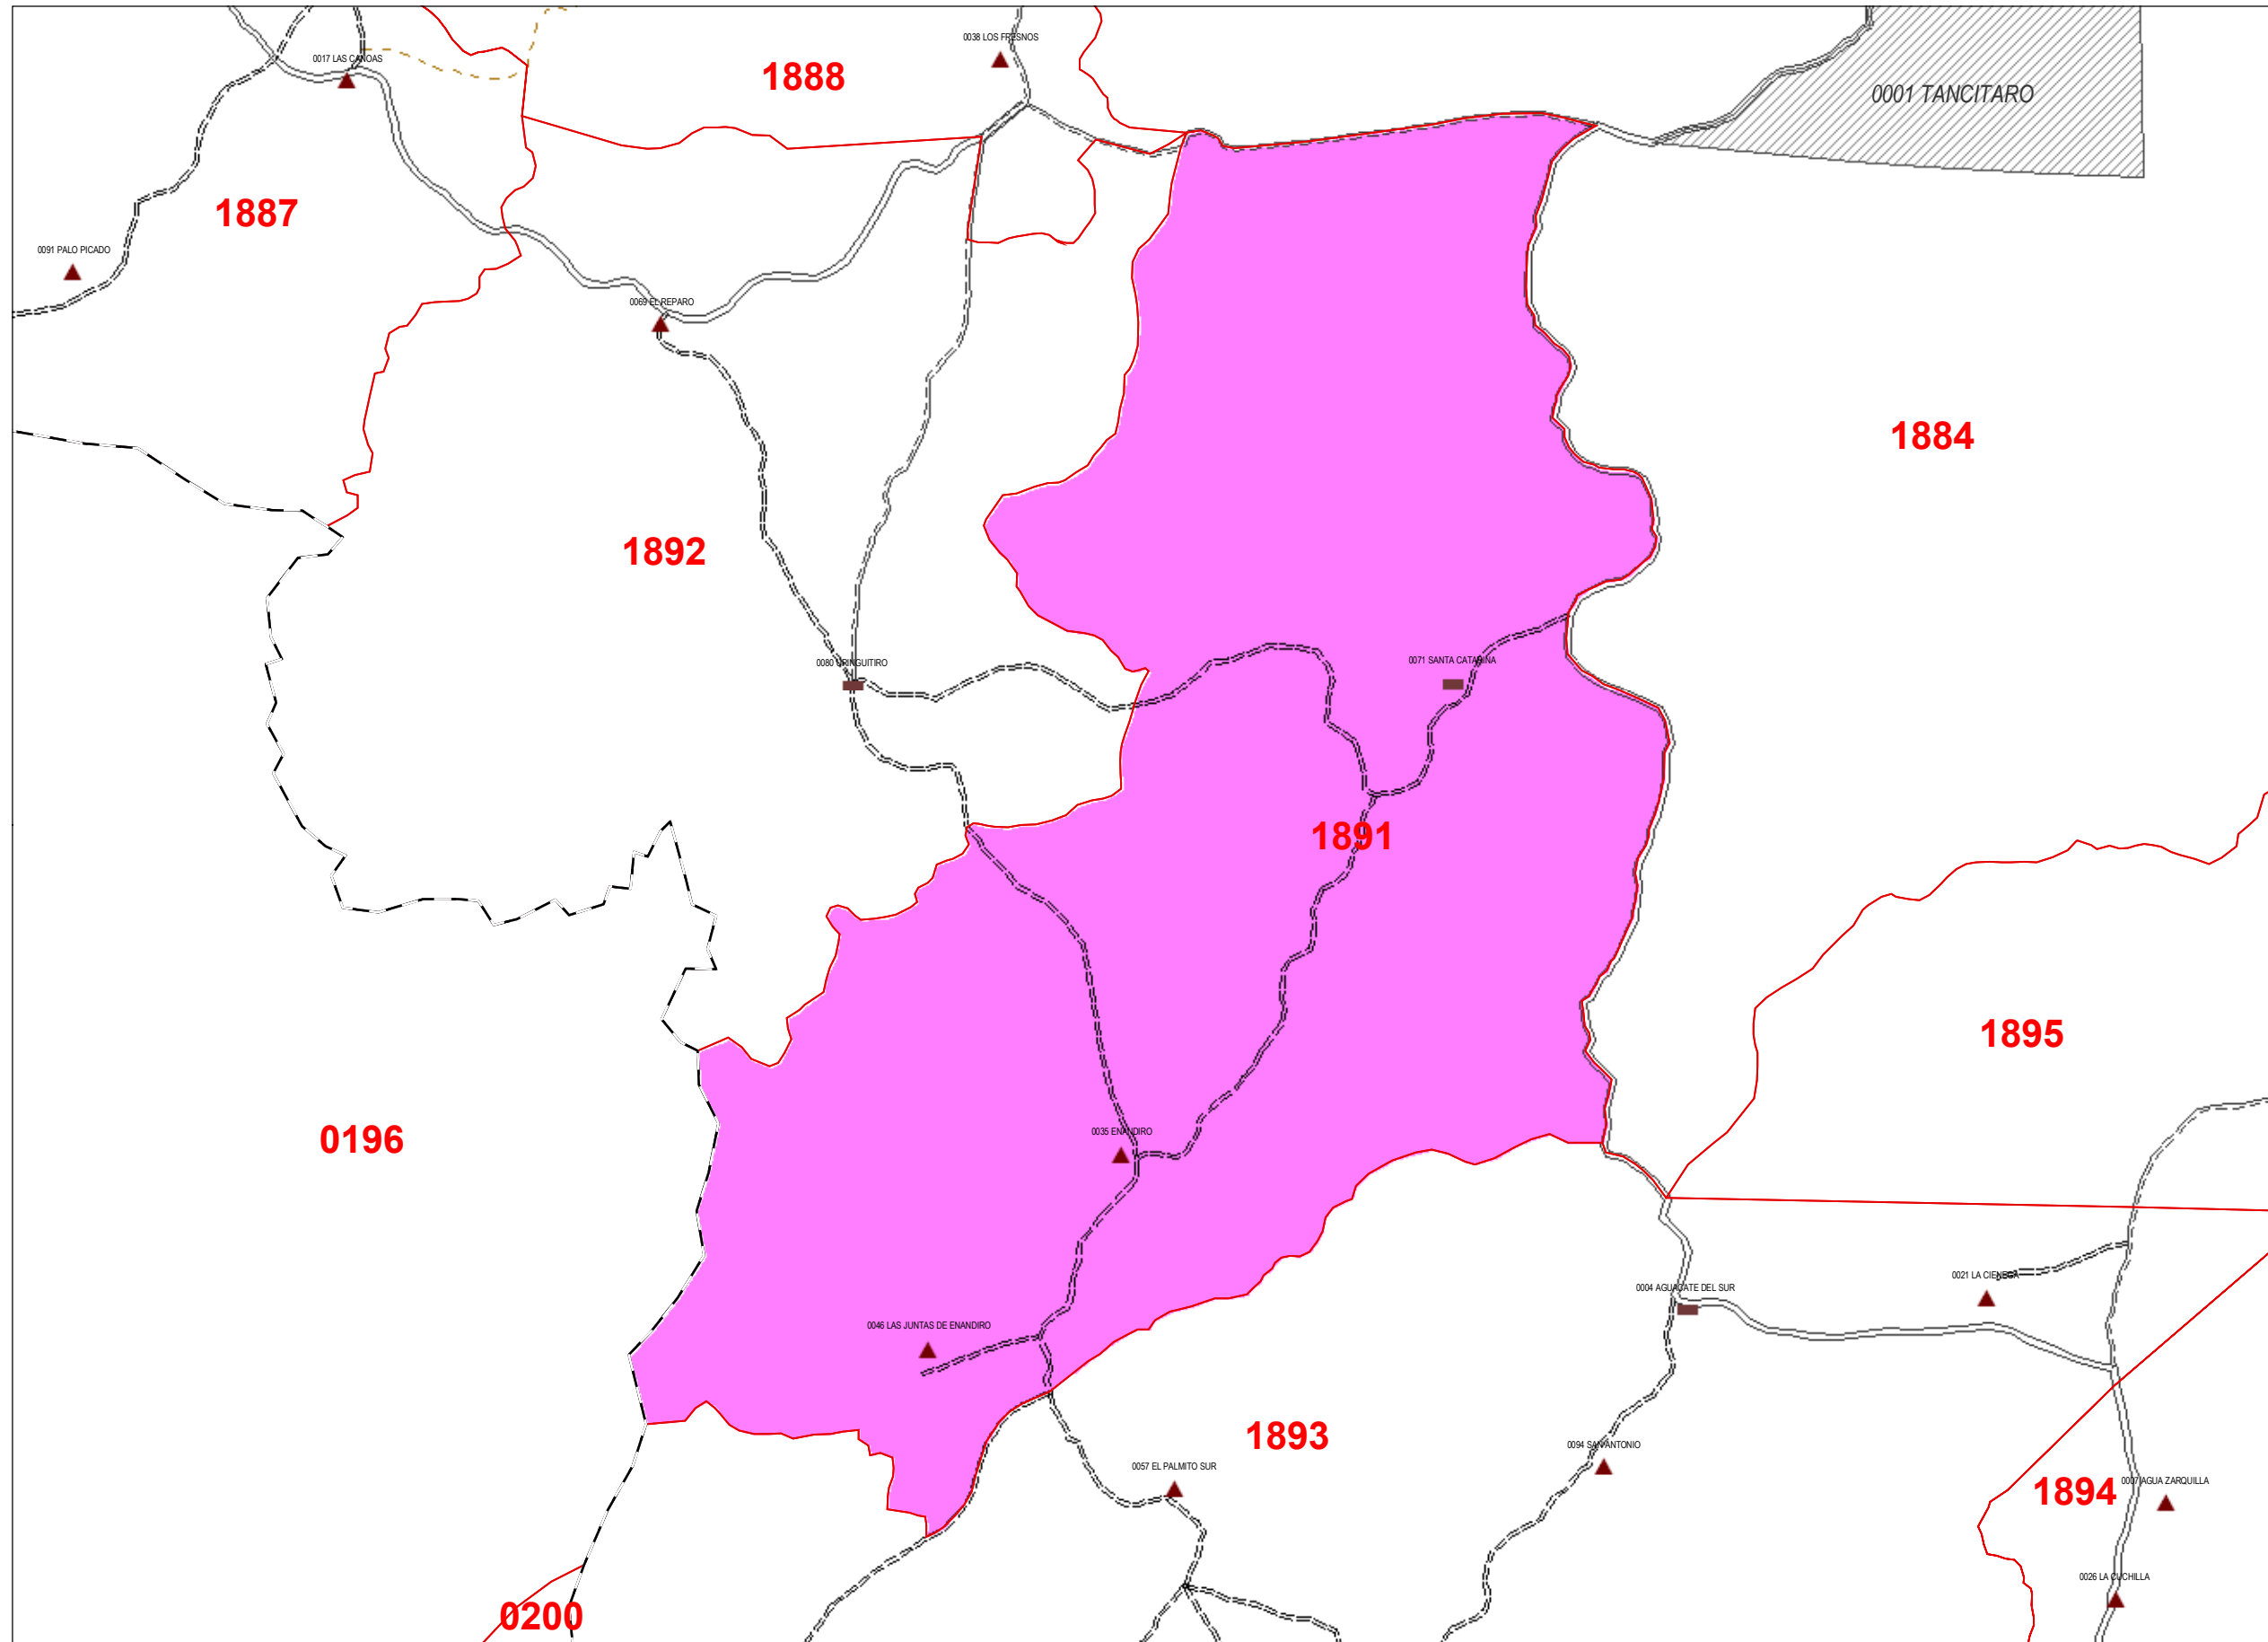 0038 LOS FRESNOS
0017 LAS CANOAS
1888
0001 TANCITARO
1887
0091 PALO PICADO
0069 EL REPARO
1884
1892
0080 URINGUITIRO
0071 SANTA CATARINA
1891
1895
0196
0035 ENANDIRO
0021 LA CIENEGA
0004 AGUACATE DEL SUR
0046 LAS JUNTAS DE ENANDIRO
1893
0094 SAN ANTONIO
0057 EL PALMITO SUR
0007 AGUA ZARQUILLA
1894
0026 LA CUCHILLA
0200